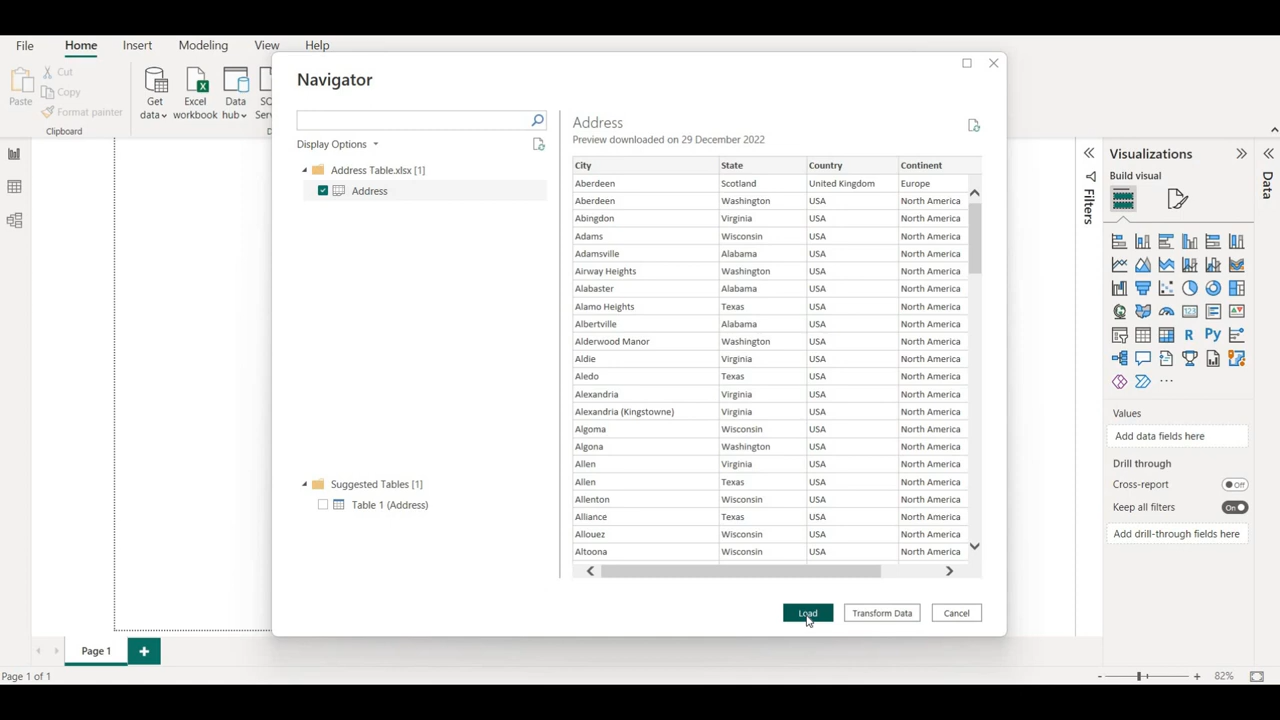 File Home Insert Modeling View Help
Paste
Cut
Copy
Format painter
Clipboard
Get data
Excel workbook
Data hub
Navigator
Display Options
Address Table.xlsx [1]
Address
Suggested Tables [1]
Table 1 (Address)
Address
Preview downloaded on 29 December 2022
City State Country Continent
Aberdeen Scotland United Kingdom Europe
Aberdeen Washington USA North America
Abingdon Virginia USA North America
Adams Wisconsin USA North America
Adamsville Alabama USA North America
Airway Heights Washington USA North America
Alabaster Alabama USA North America
Alamo Heights Texas USA North America
Albertville Alabama USA North America
Alderwood Manor Washington USA North America
Aldie Virginia USA North America
Aledo Texas USA North America
Alexandria Virginia USA North America
Alexandria (Kingstowne) Virginia USA North America
Algoma Wisconsin USA North America
Algona Washington USA North America
Allen Virginia USA North America
Allen Texas USA North America
Allenton Wisconsin USA North America
Alliance Texas USA North America
Allouez Wisconsin USA North America
Altoona Wisconsin USA North America
Load Transform Data Cancel
Filters
Visualizations
Build visual
R Py
Values
Add data fields here
Drill through
Cross-report Off
Keep all filters On
Add drill-through fields here
Data
Page 1
Page 1 of 1
82%